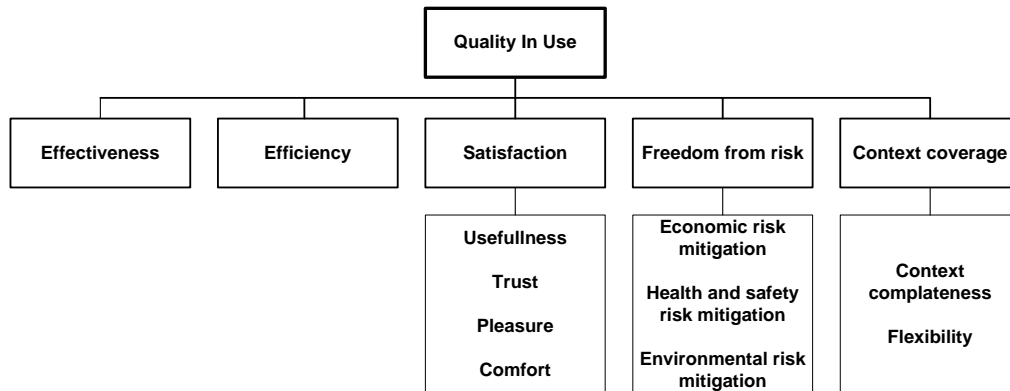 Quality In Use
Effectiveness
Efficiency
Satisfaction
Freedom from risk
Context coverage
Usefullness
Trust
Pleasure
Comfort
Economic risk
mitigation
Health and safety
risk mitigation
Environmental risk
mitigation
Context
complateness
Flexibility